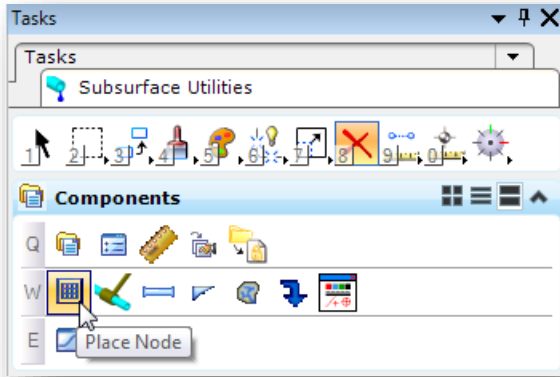 Tasks
Tasks
Subsurface Utilities
1 2 3 4 5 6 7 8 9 0
Components
Q
W
Place Node
E